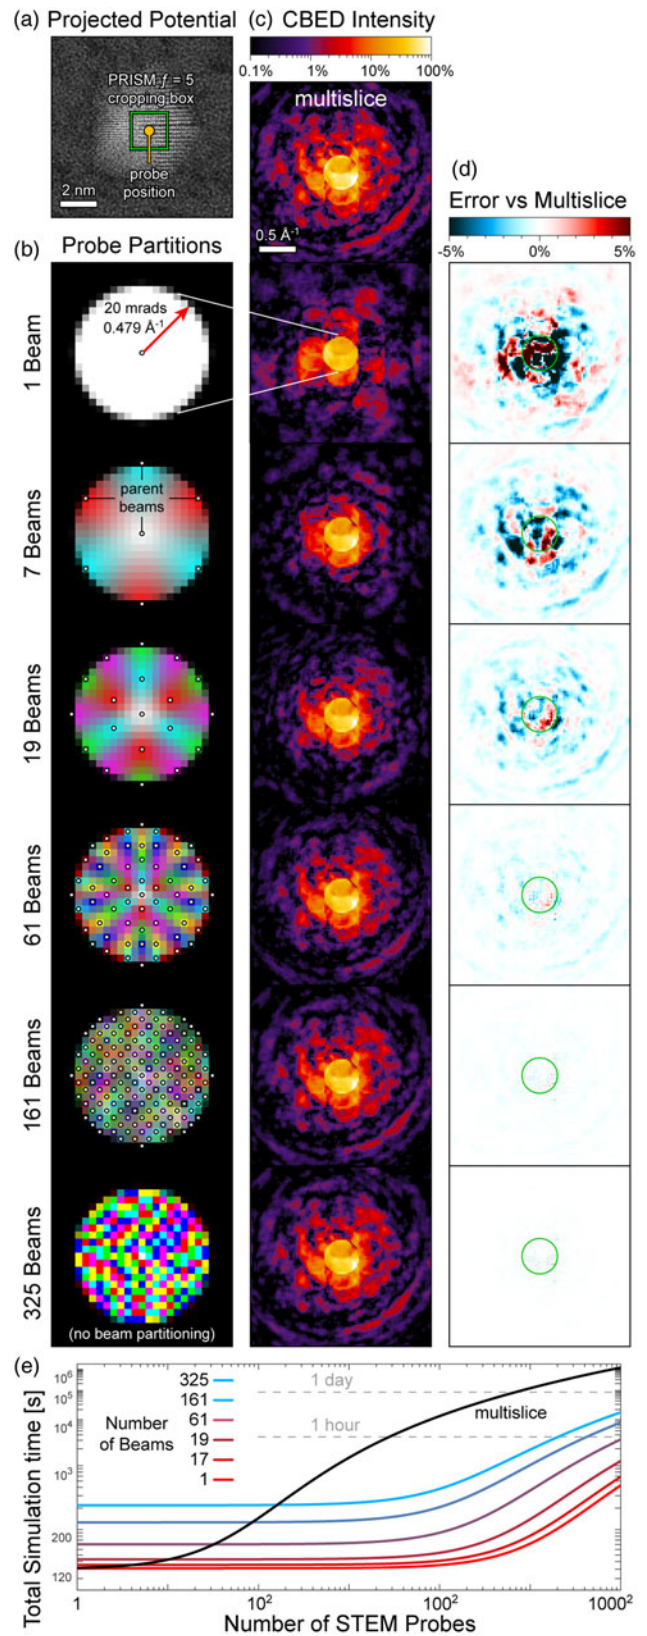 (a) Projected Potential
PRISM f = 5
cropping box
probe
position
2 nm
(b) Probe Partitions
1 Beam
20 mrads
0.479 Å⁻¹
7 Beams
parent
beams
19 Beams
61 Beams
161 Beams
325 Beams
(no beam partitioning)
(c) CBED Intensity
0.1% 1% 10% 100%
multislice
0.5 Å⁻¹
(d)
Error vs Multislice
-5% 0% 5%
(e)
Total Simulation time [s]
10⁶
10⁵
10⁴
10³
200
120
Number
of Beams
325
161
61
19
17
1
1 day
1 hour
multislice
1 10² 100² 1000²
Number of STEM Probes